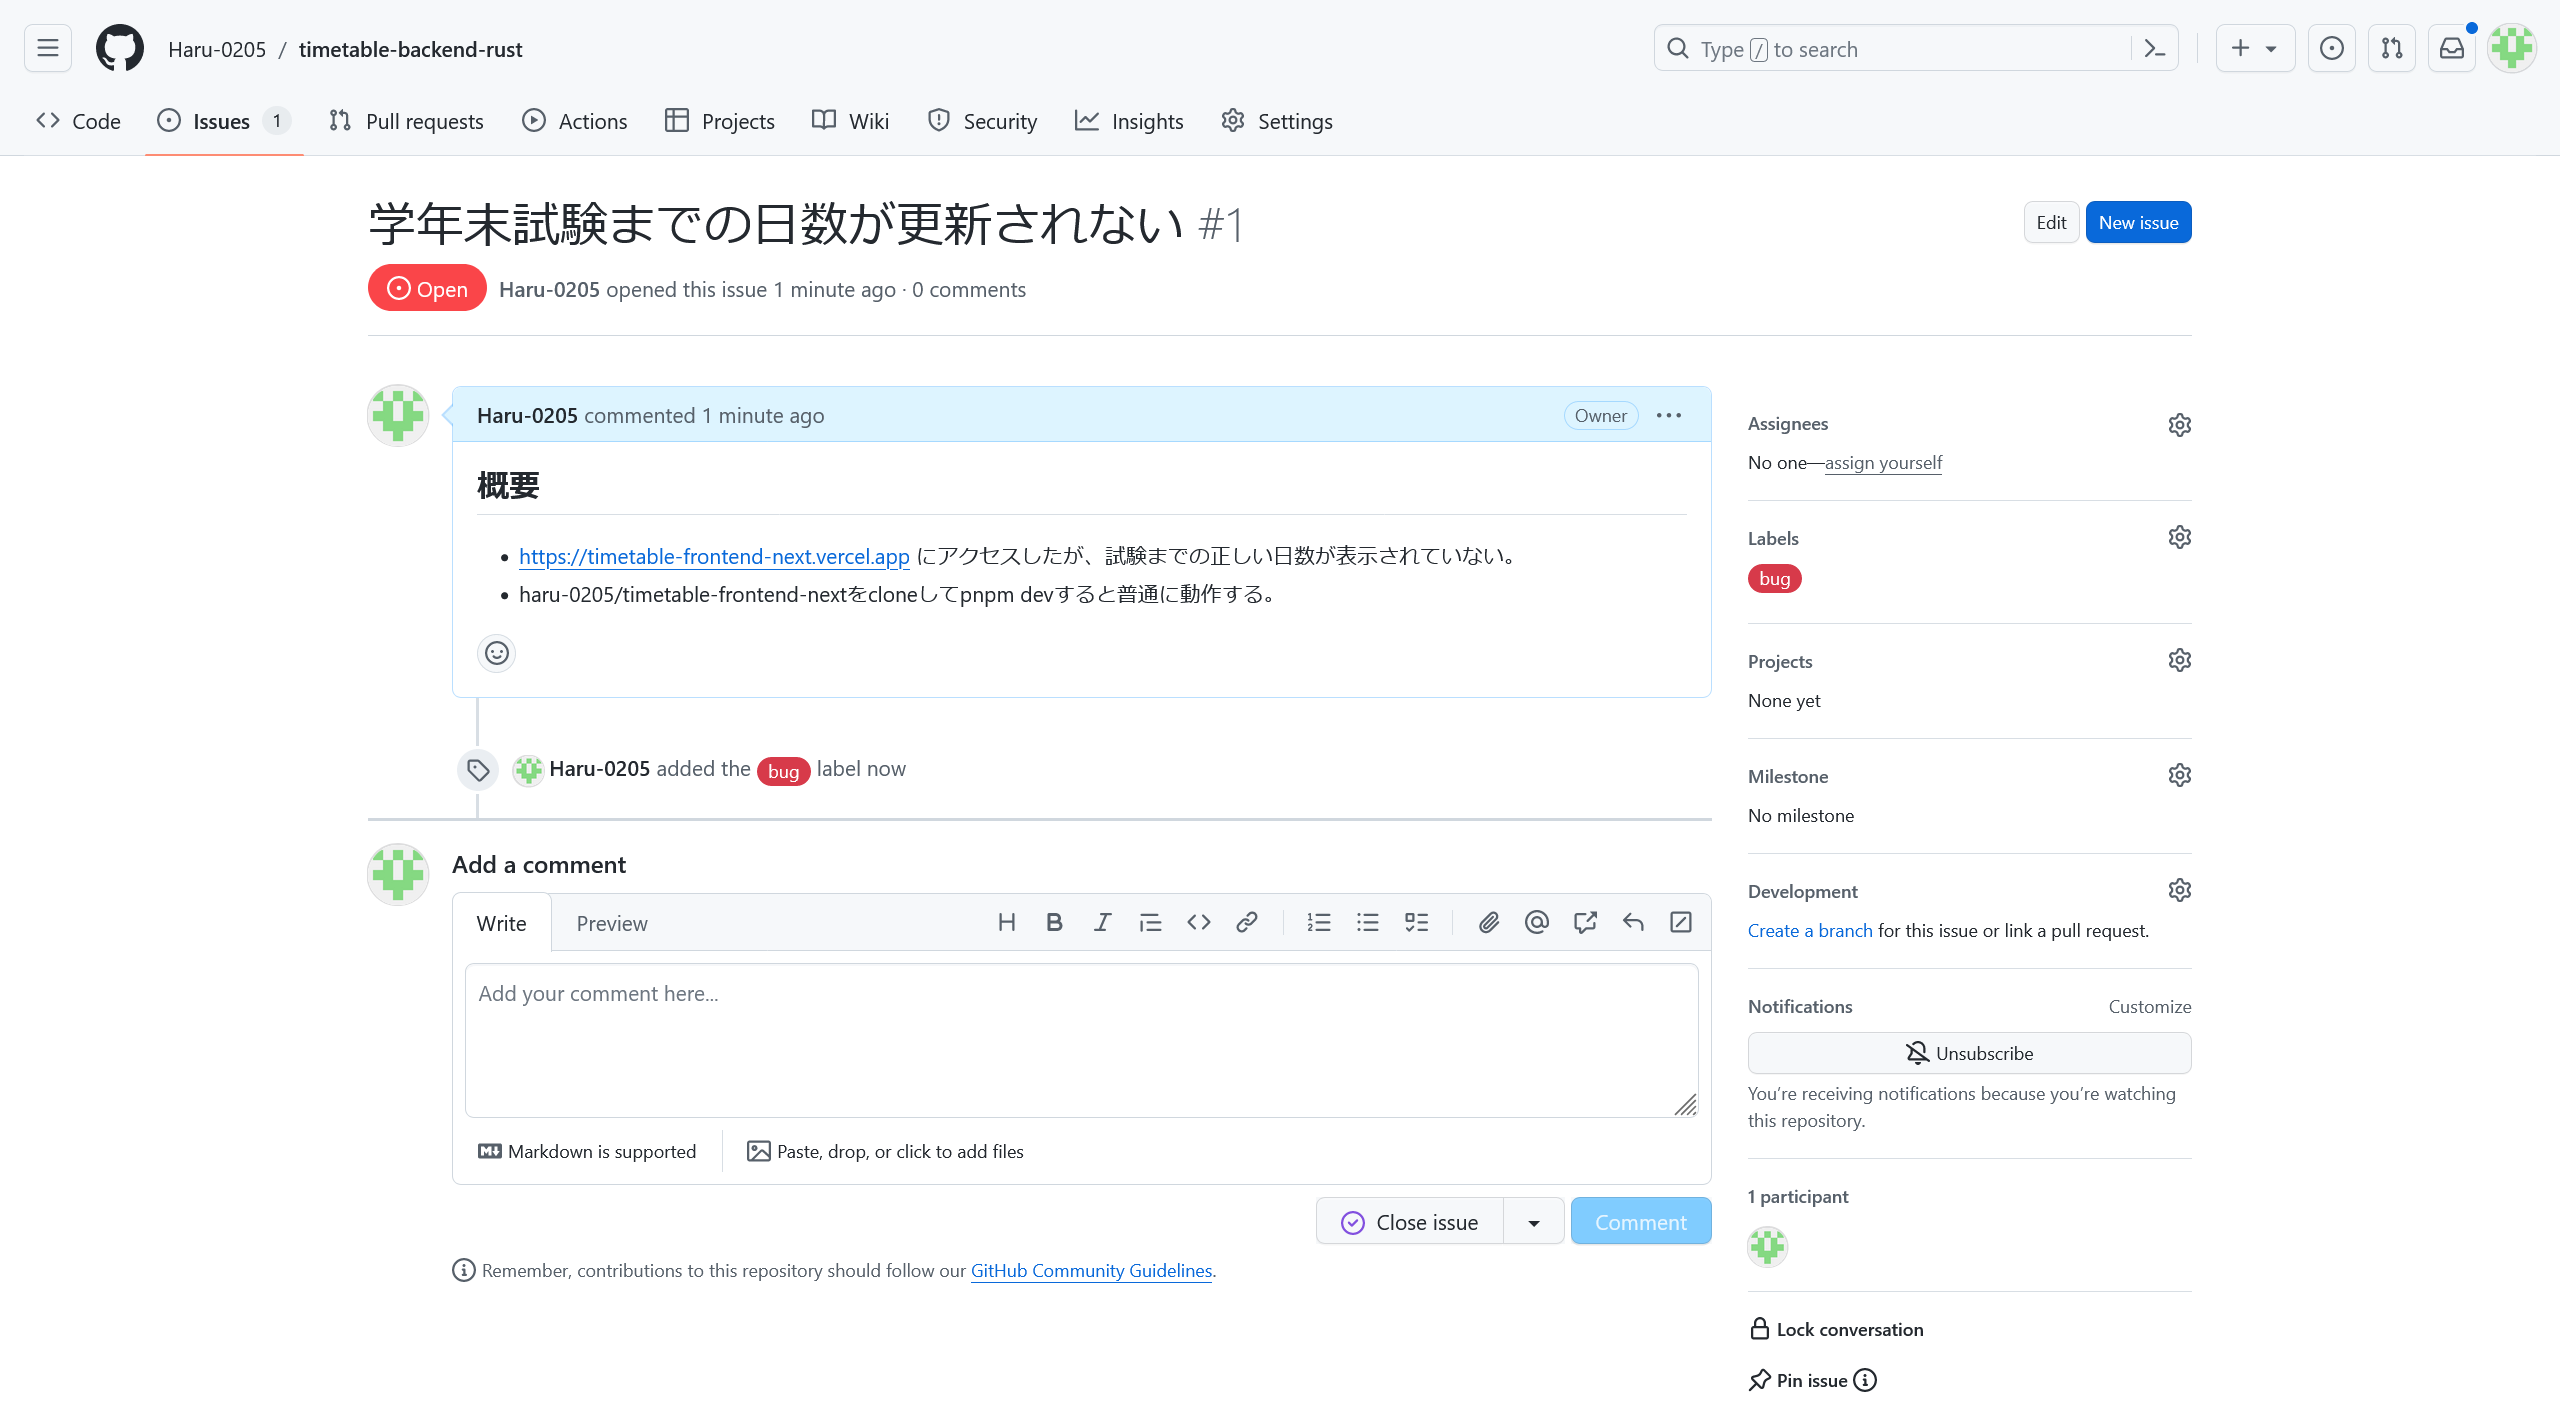 Haru-0205 / timetable-backend-rust
Type / to search
Code
Issues 1
Pull requests
Actions
Projects
Wiki
Security
Insights
Settings
学年末試験までの日数が更新されない #1
Edit
New issue
Open
Haru-0205 opened this issue 1 minute ago · 0 comments
Haru-0205 commented 1 minute ago
Owner
概要
https://timetable-frontend-next.vercel.app にアクセスしたが、試験までの正しい日数が表示されていない。
haru-0205/timetable-frontend-nextをcloneしてpnpm devすると普通に動作する。
Haru-0205 added the bug label now
Add a comment
Write
Preview
Add your comment here...
Markdown is supported
Paste, drop, or click to add files
Close issue
Comment
Remember, contributions to this repository should follow our GitHub Community Guidelines.
Assignees
No one—assign yourself
Labels
bug
Projects
None yet
Milestone
No milestone
Development
Create a branch for this issue or link a pull request.
Notifications
Customize
Unsubscribe
You’re receiving notifications because you’re watching
this repository.
1 participant
Lock conversation
Pin issue